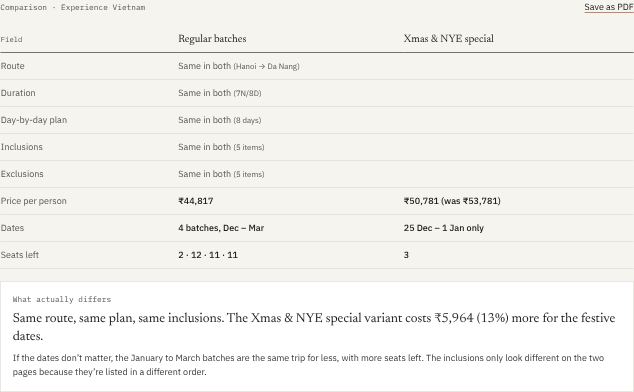 Comparison · Experience Vietnam Save as PDF
Field Regular batches Xmas & NYE special
Route Same in both (Hanoi → Da Nang)
Duration Same in both (7N/8D)
Day-by-day plan Same in both (8 days)
Inclusions Same in both (5 items)
Exclusions Same in both (5 items)
Price per person ₹44,817 ₹50,781 (was ₹53,781)
Dates 4 batches, Dec – Mar 25 Dec – 1 Jan only
Seats left 2 · 12 · 11 · 11 3
What actually differs
Same route, same plan, same inclusions. The Xmas & NYE special variant costs ₹5,964 (13%) more for the festive
dates.
If the dates don’t matter, the January to March batches are the same trip for less, with more seats left. The inclusions only look different on the two
pages because they’re listed in a different order.